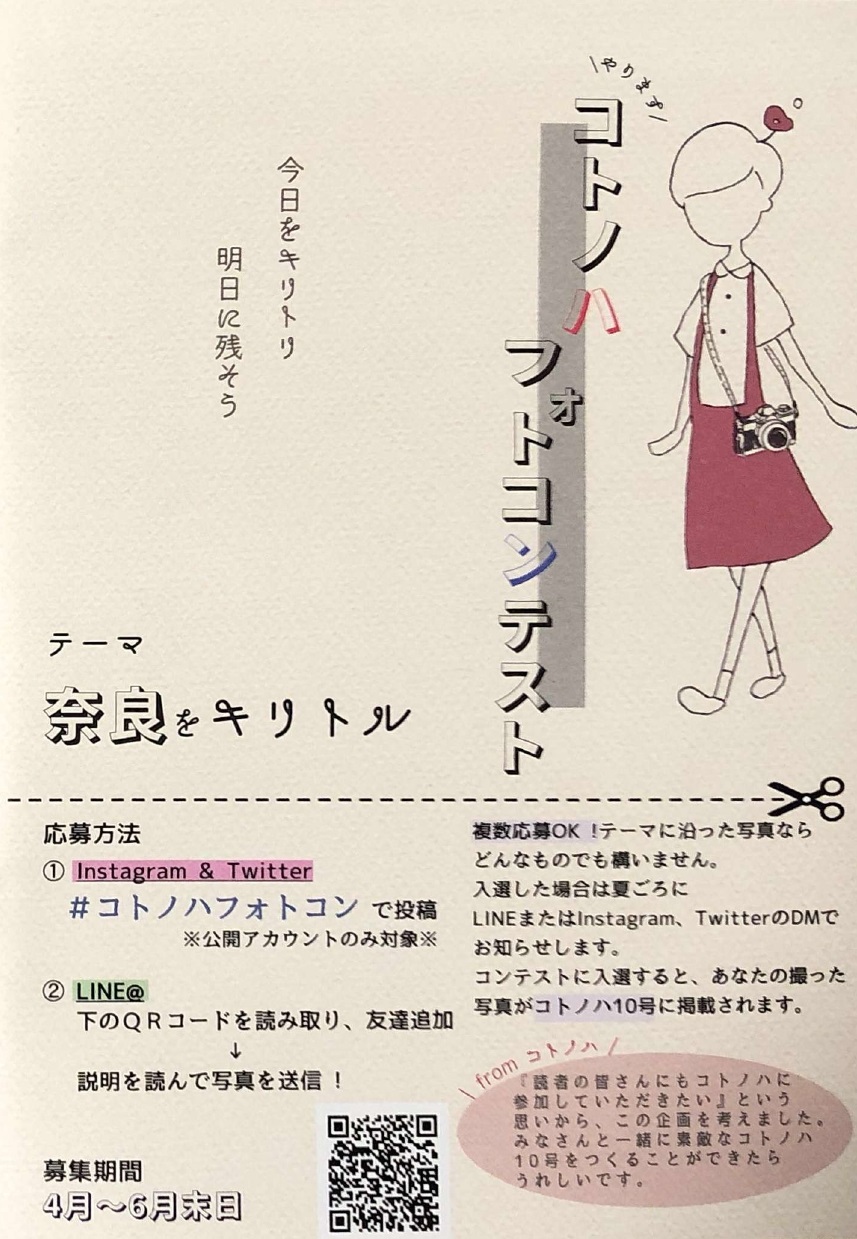 \やります/
コトノハ
フォトコンテスト
今日をキリトリ
明日に残そう
テーマ
奈良をキリトル
応募方法
① Instagram & Twitter
#コトノハフォトコン で投稿
※公開アカウントのみ対象※
② LINE@
下のQRコードを読み取り、友達追加
↓
説明を読んで写真を送信!
募集期間
4月〜6月末日
複数応募OK!テーマに沿った写真なら
どんなものでも構いません。
入選した場合は夏ごろに
LINEまたはInstagram、TwitterのDMで
お知らせします。
コンテストに入選すると、あなたの撮った
写真がコトノハ10号に掲載されます。
\from コトノハ/
『読者の皆さんにもコトノハに
参加していただきたい』という
思いから、この企画を考えました。
みなさんと一緒に素敵なコトノハ
10号をつくることができたら
うれしいです。